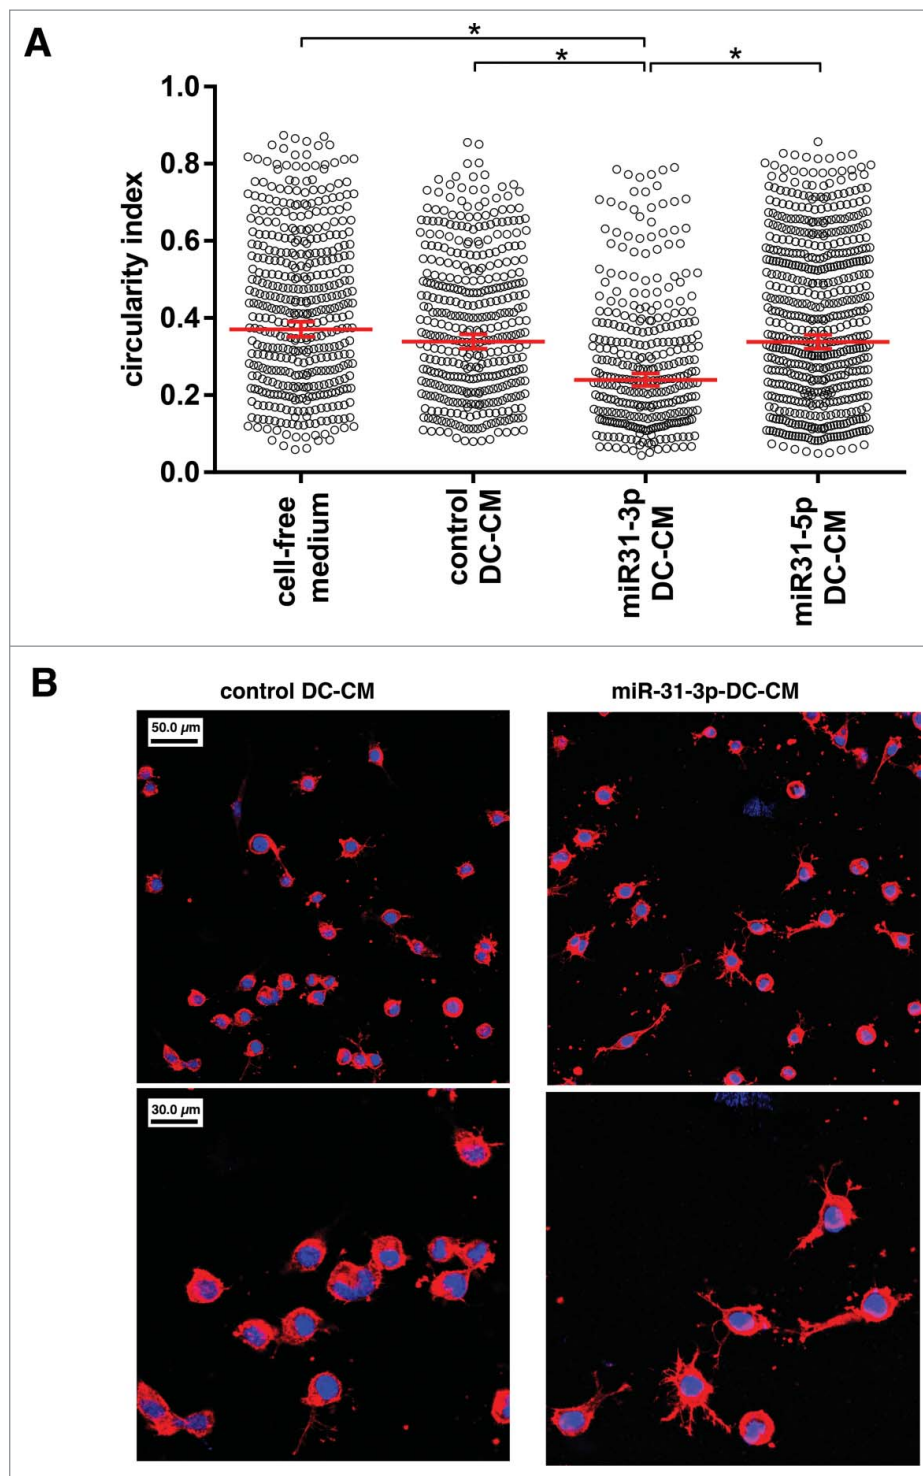 A
*
* *
1.0
0.8
0.6
0.4
0.2
0.0
circularity index
cell-free
medium
control
DC-CM
miR31-3p
DC-CM
miR31-5p
DC-CM
B
control DC-CM
miR-31-3p-DC-CM
50.0 µm
30.0 µm